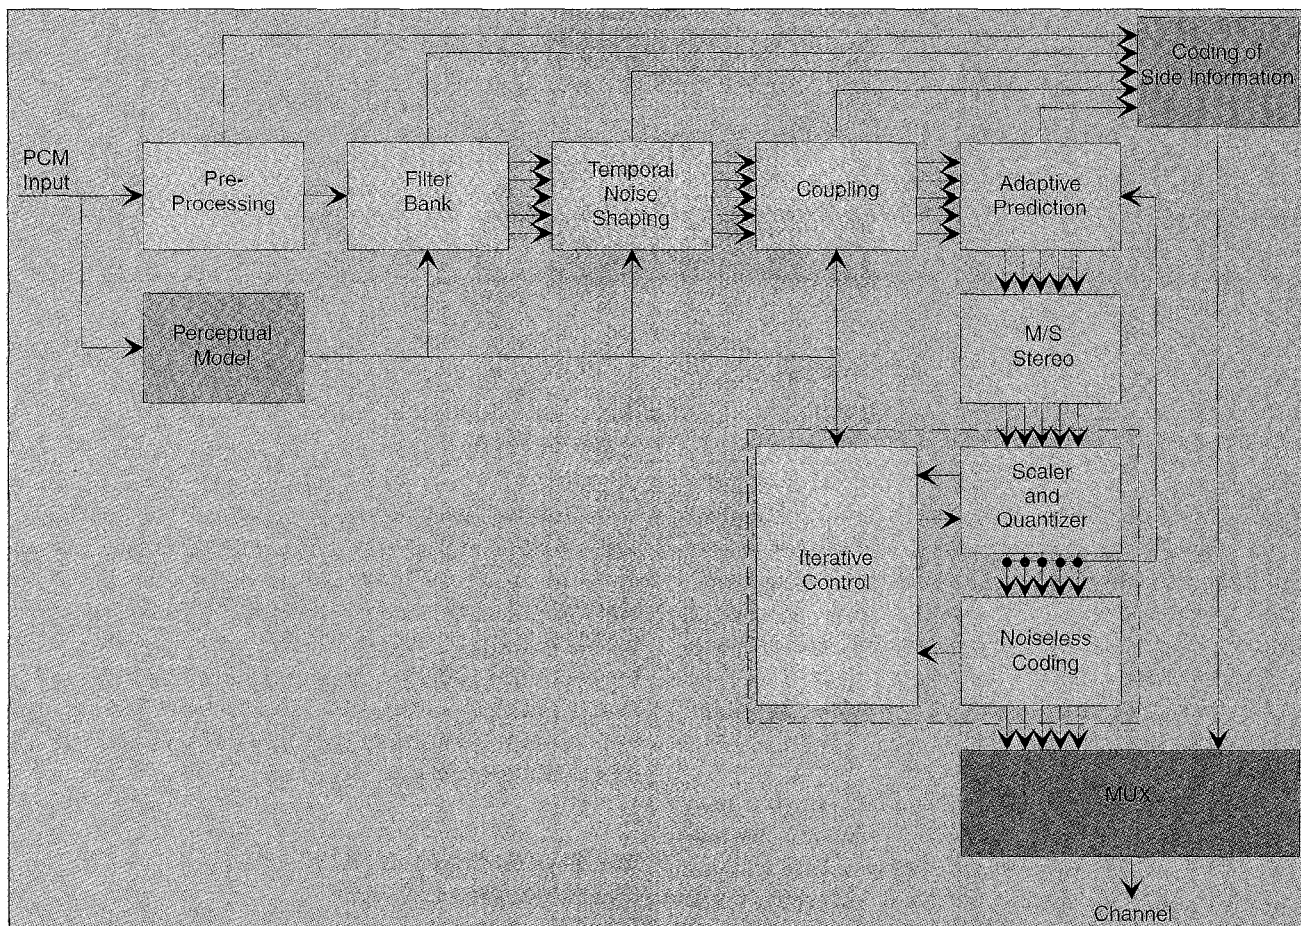 Coding of
Side Information
PCM
Input
Pre-
Processing
Filter
Bank
Temporal
Noise
Shaping
Coupling
Adaptive
Prediction
Perceptual
Model
M/S
Stereo
Iterative
Control
Scaler
and
Quantizer
Noiseless
Coding
MUX
Channel